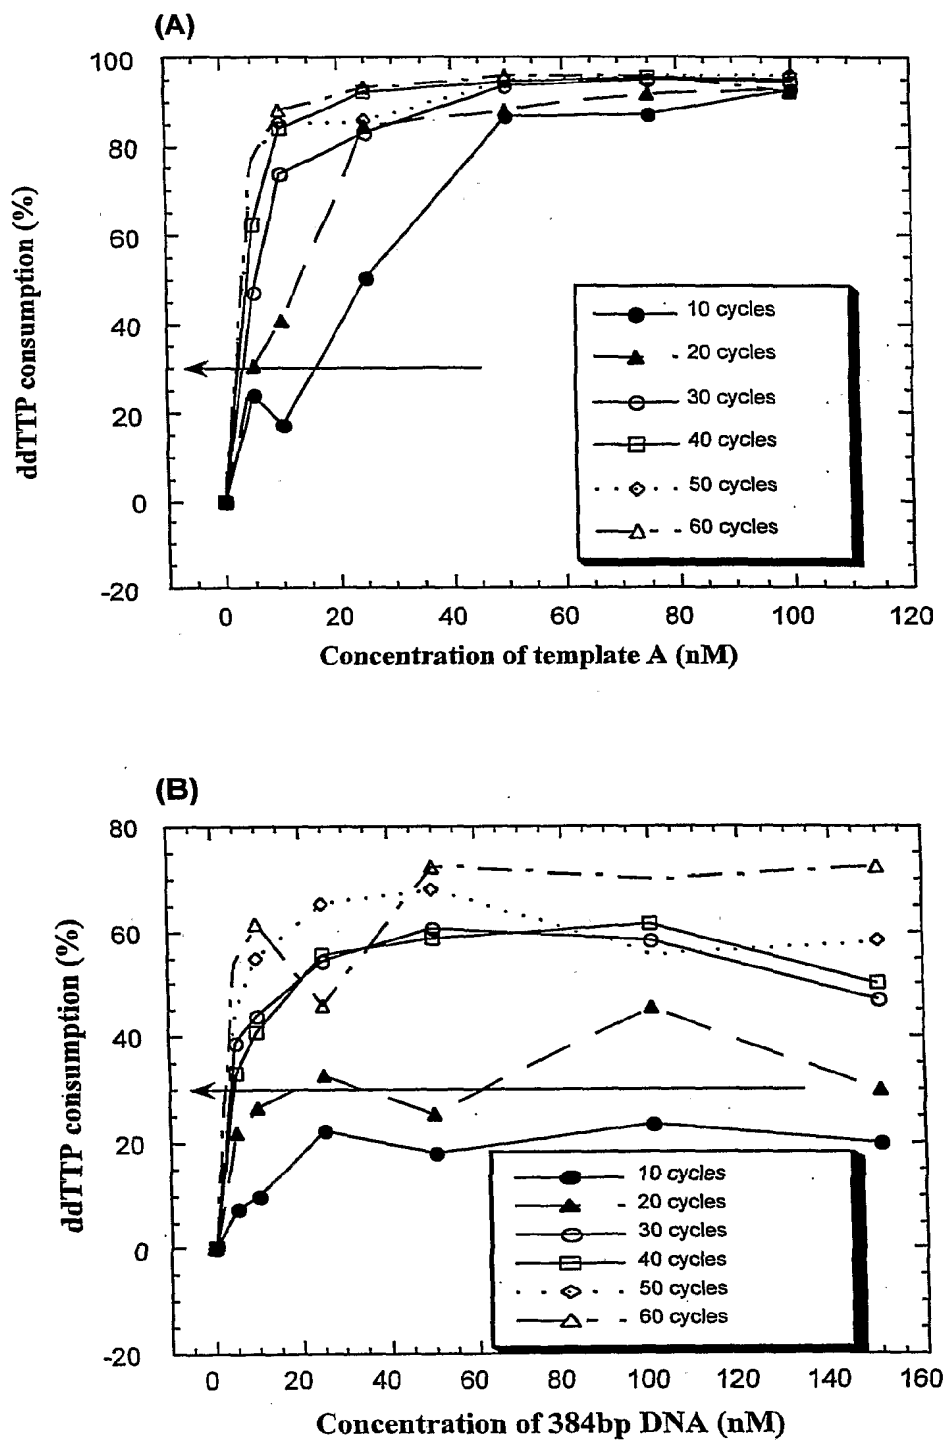 (A)
100
80
60
40
20
0
-20
ddTTP consumption (%)
10 cycles
20 cycles
30 cycles
40 cycles
50 cycles
60 cycles
0 20 40 60 80 100 120
Concentration of template A (nM)
(B)
80
60
40
20
0
-20
ddTTP consumption (%)
10 cycles
20 cycles
30 cycles
40 cycles
50 cycles
60 cycles
0 20 40 60 80 100 120 140 160
Concentration of 384bp DNA (nM)